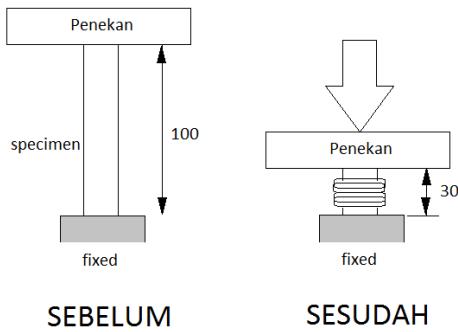 Penekan
specimen
100
fixed
SEBELUM
Penekan
30
fixed
SESUDAH